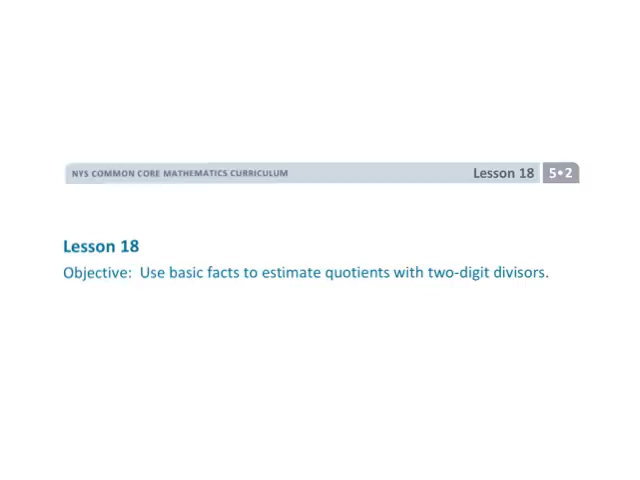 NYS COMMON CORE MATHEMATICS CURRICULUM Lesson 18 5•2
Lesson 18
Objective: Use basic facts to estimate quotients with two-digit divisors.